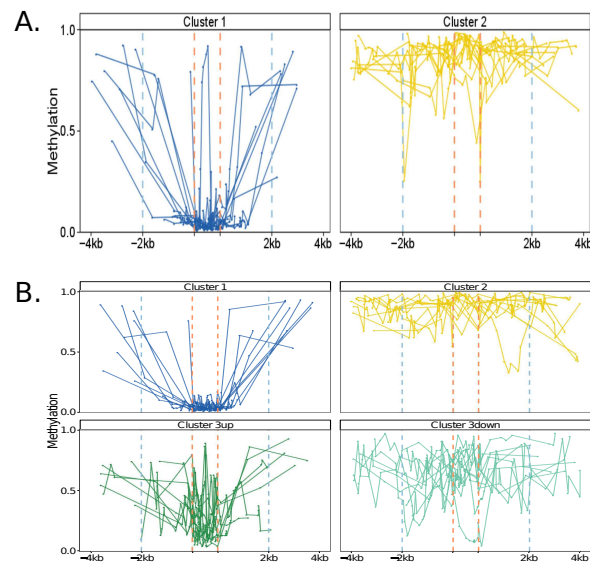 A.
Cluster 1
Cluster 2
Methylation
1.0
0.5
0.0
−4kb
−2kb
2kb
4kb
−4kb
−2kb
2kb
4kb
B.
Cluster 1
Cluster 2
1.0
0.5
0.0
Methylation
Cluster 3up
Cluster 3down
1.0
0.5
0.0
−4kb
−2kb
2kb
4kb
−4kb
−2kb
2kb
4kb